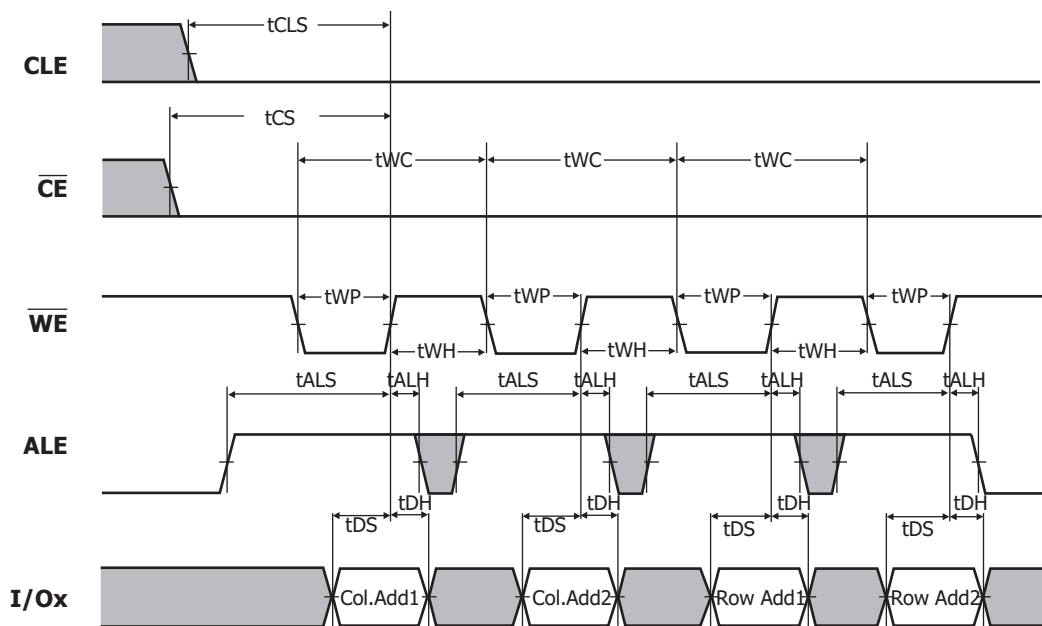 tCLS
CLE
tCS
tWC tWC tWC
CE
tWP tWP tWP tWP
WE
tWH tWH tWH
tALS tALH tALS tALH tALS tALH tALS tALH
ALE
tDH tDH tDH tDH
tDS tDS tDS tDS
I/Ox Col.Add1 Col.Add2 Row Add1 Row Add2